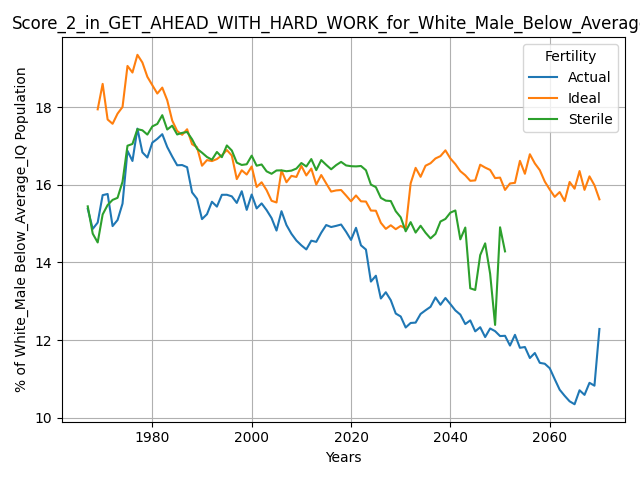 Score_2_in_GET_AHEAD_WITH_HARD_WORK_for_White_Male_Below_Averag
Fertility
Actual
Ideal
Sterile
% of White_Male Below_Average_IQ Population
18
16
14
12
10
1980 2000 2020 2040 2060
Years